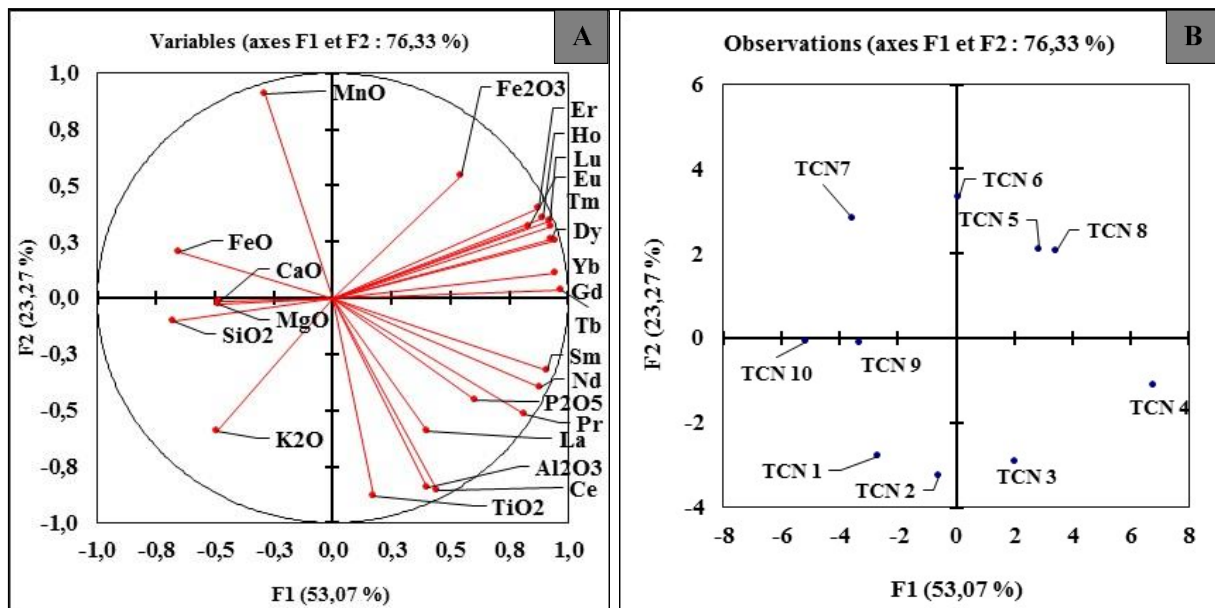 Variables (axes F1 et F2 : 76,33 %)
A
1,0
0,8
0,5
0,3
0,0
-0,3
-0,5
-0,8
-1,0
F2 (23,27 %)
MnO
Fe2O3
Er
Ho
Lu
Eu
Tm
Dy
Yb
Gd
Tb
FeO
CaO
MgO
SiO2
Sm
Nd
P2O5
Pr
La
K2O
Al2O3
Ce
TiO2
-1,0 -0,8 -0,5 -0,3 0,0 0,3 0,5 0,8 1,0
F1 (53,07 %)
Observations (axes F1 et F2 : 76,33 %)
B
6
4
2
0
-2
-4
F2 (23,27 %)
TCN7
TCN 6
TCN 5
TCN 8
TCN 10
TCN 9
TCN 4
TCN 1
TCN 2
TCN 3
-8 -6 -4 -2 0 2 4 6 8
F1 (53,07 %)